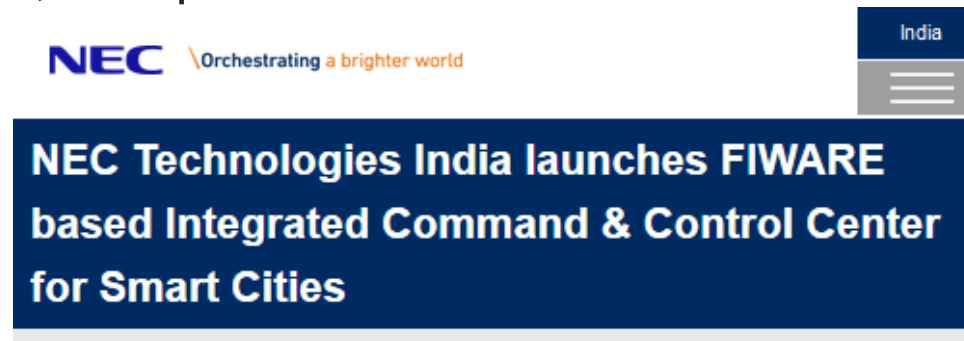 NEC \Orchestrating a brighter world
India
NEC Technologies India launches FIWARE
based Integrated Command & Control Center
for Smart Cities